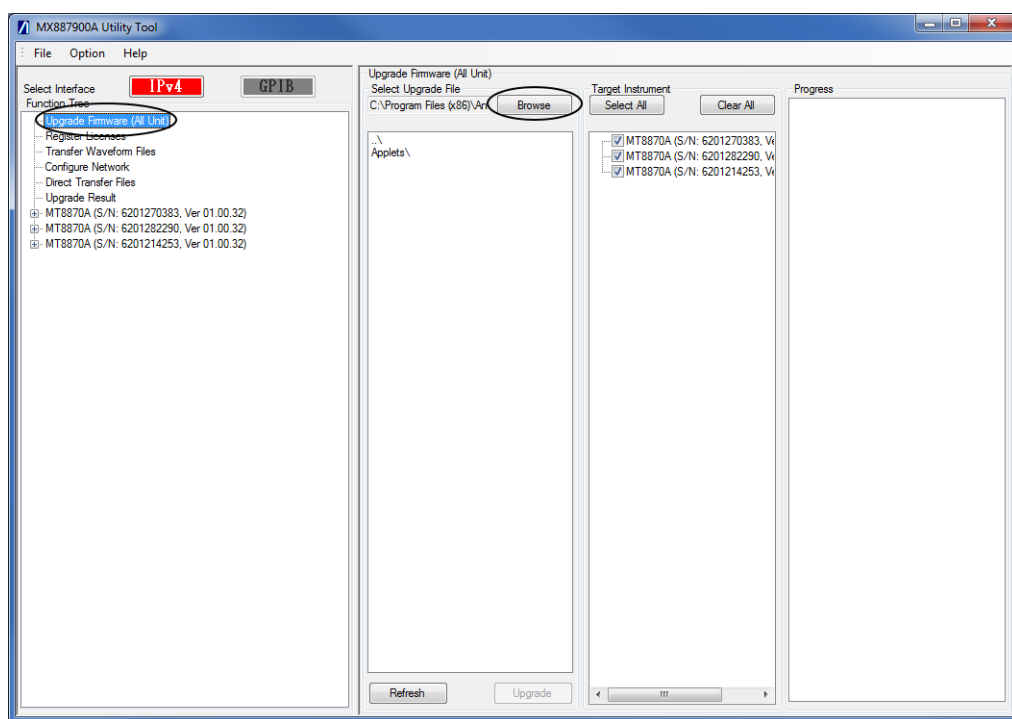 MX887900A Utility Tool
File Option Help
Select Interface IPv4 GPIB
Function Tree
Upgrade Firmware (All Unit)
Register Licenses
Transfer Waveform Files
Configure Network
Direct Transfer Files
Upgrade Result
MT8870A (S/N: 6201270383, Ver 01.00.32)
MT8870A (S/N: 6201282290, Ver 01.00.32)
MT8870A (S/N: 6201214253, Ver 01.00.32)
Upgrade Firmware (All Unit)
Select Upgrade File
C:\Program Files (x86)\An Browse
..\
Applets\
Refresh Upgrade
Target Instrument
Select All Clear All
MT8870A (S/N: 6201270383, Ve
MT8870A (S/N: 6201282290, Ve
MT8870A (S/N: 6201214253, Ve
Progress